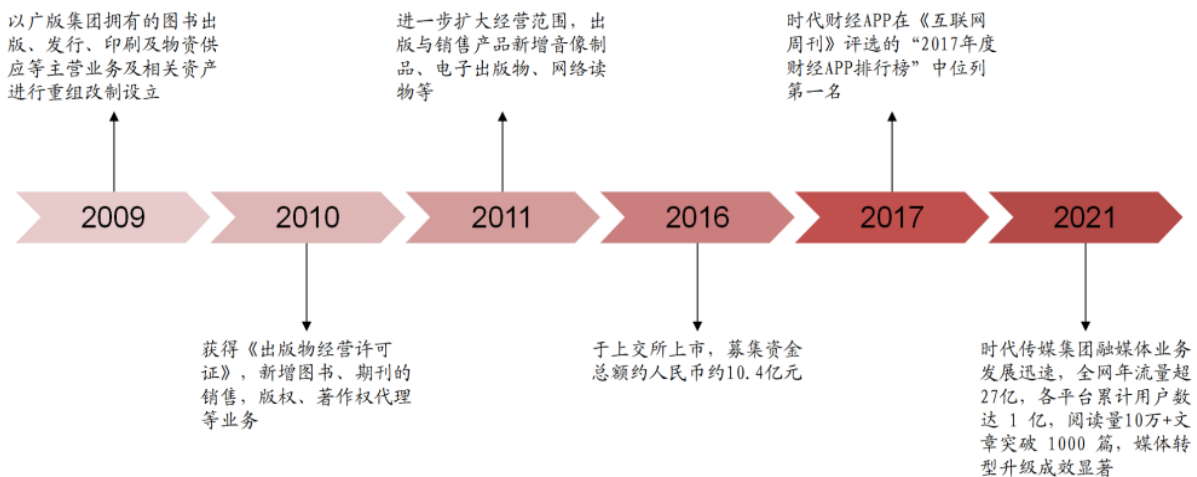 以广版集团拥有的图书出
版、发行、印刷及物资供
应等主营业务及相关资产
进行重组改制设立
进一步扩大经营范围，出
版与销售产品新增音像制
品、电子出版物、网络读
物等
时代财经APP在《互联网
周刊》评选的“2017年度
财经APP排行榜”中位列
第一名
2009
2010
2011
2016
2017
2021
获得《出版物经营许可
证》，新增图书、期刊的
销售，版权、著作权代理
等业务
于上交所上市，募集资金
总额约人民币约10.4亿元
时代传媒集团融媒体业务
发展迅速，全网年流量超
27亿，各平台累计用户数
达 1 亿，阅读量10万+文
章突破 1000 篇，媒体转
型升级成效显著